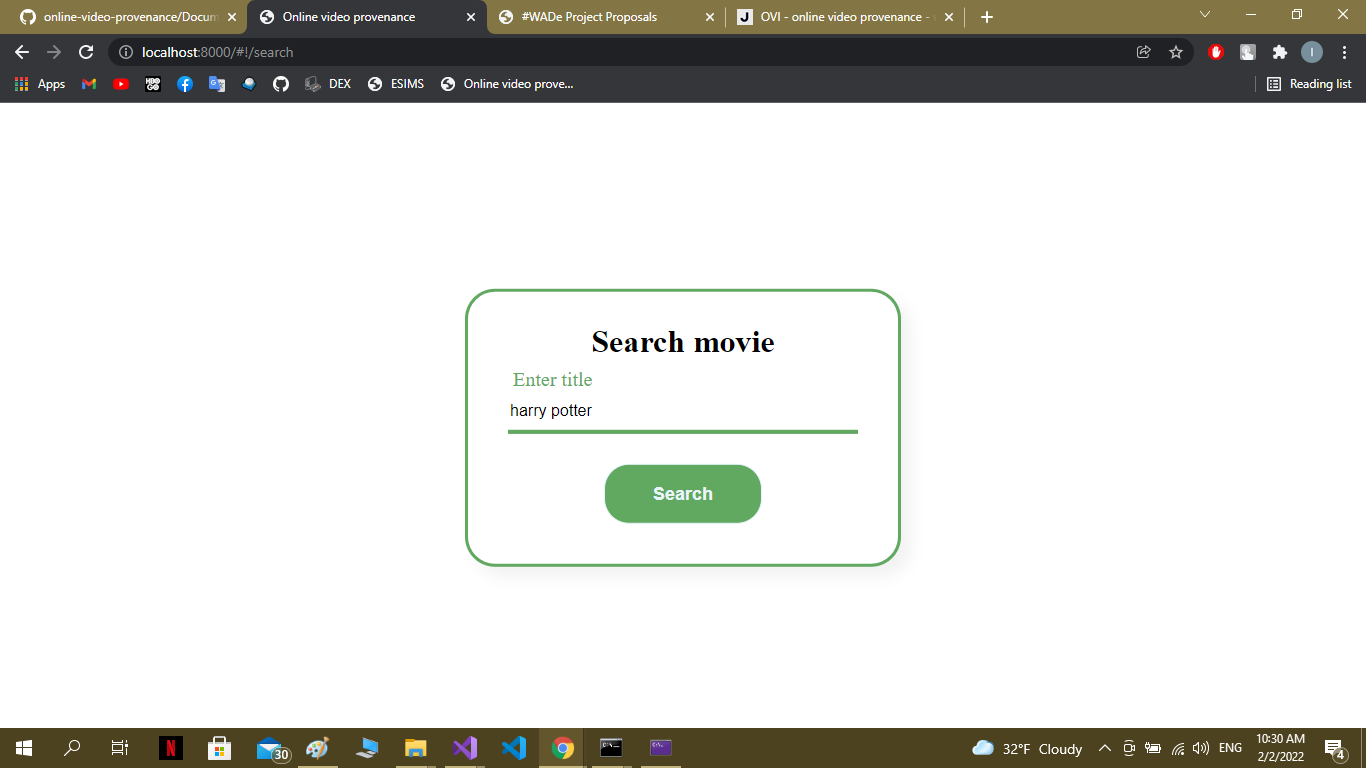 online-video-provenance/Docum
Online video provenance
#WADe Project Proposals
OVI - online video provenance -
localhost:8000/#!/search
Apps
HBO GO
DEX
ESIMS
Online video prove...
Reading list
Search movie
Enter title
harry potter
Search
30
32°F Cloudy
ENG
10:30 AM
2/2/2022
4